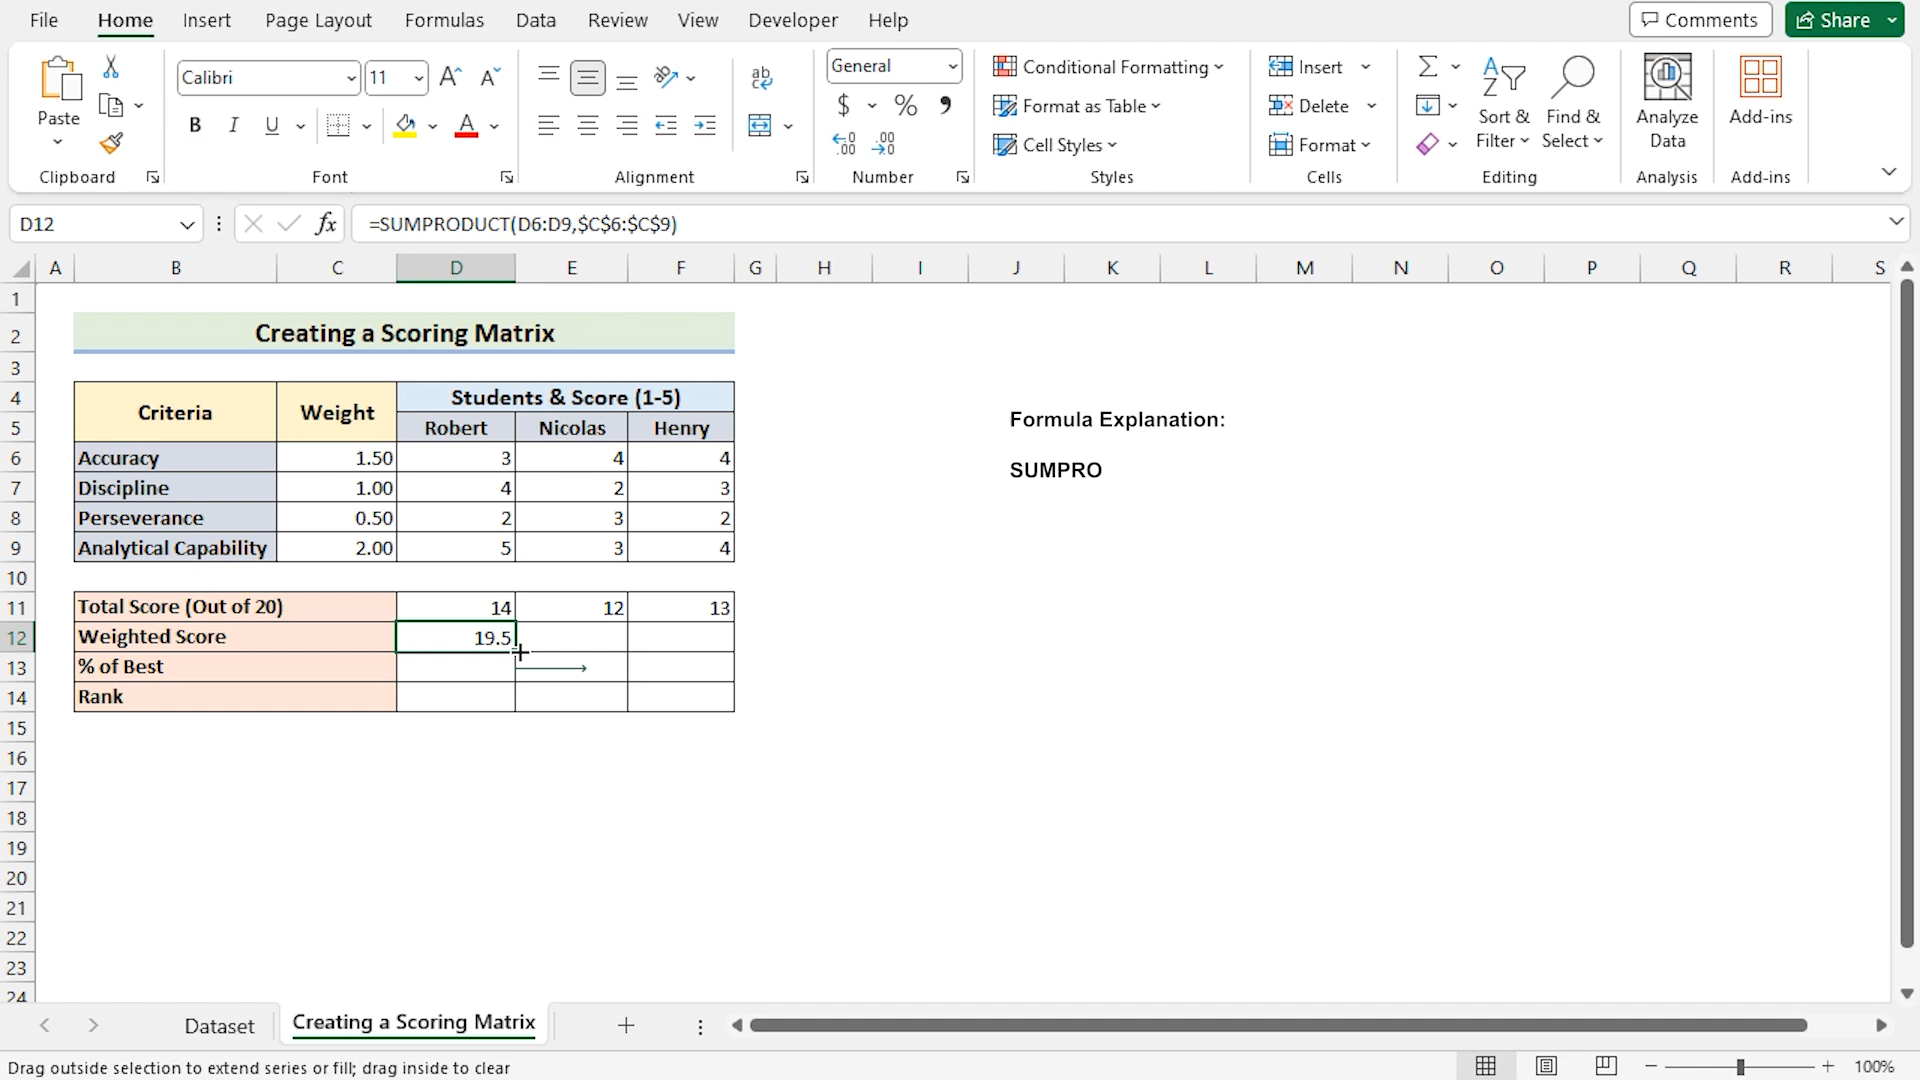 File Home Insert Page Layout Formulas Data Review View Developer Help Comments Share
Paste
Clipboard
Calibri 11
B I U
Font
ab
Alignment
General
$ % ,
.00 .00
Number
Conditional Formatting
Format as Table
Cell Styles
Styles
Insert
Delete
Format
Cells
Sort & Filter
Find & Select
Editing
Analyze Data
Analysis
Add-ins
Add-ins
D12 fx =SUMPRODUCT(D6:D9,$C$6:$C$9)
A B C D E F G H I J K L M N O P Q R S
1
2 Creating a Scoring Matrix
3
4 Criteria Weight Students & Score (1-5)
5 Robert Nicolas Henry
Formula Explanation:
6 Accuracy 1.50 3 4 4
SUMPRO
7 Discipline 1.00 4 2 3
8 Perseverance 0.50 2 3 2
9 Analytical Capability 2.00 5 3 4
10
11 Total Score (Out of 20) 14 12 13
12 Weighted Score 19.5
13 % of Best
14 Rank
15
16
17
18
19
20
21
22
23
24
Dataset Creating a Scoring Matrix
Drag outside selection to extend series or fill; drag inside to clear 100%